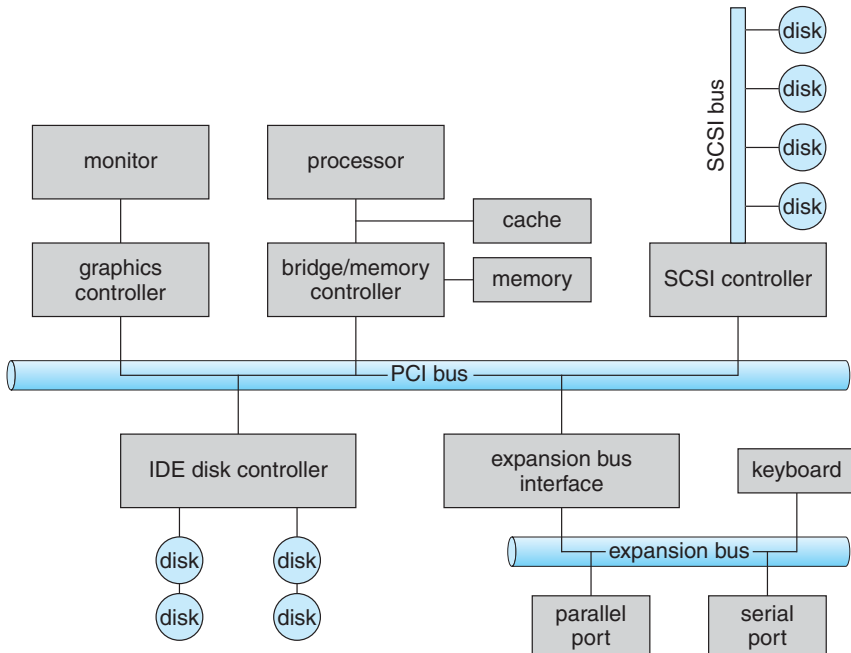 disk
disk
disk
disk
SCSI bus
monitor
processor
cache
graphics
controller
bridge/memory
controller
memory
SCSI controller
PCI bus
IDE disk controller
expansion bus
interface
keyboard
disk
disk
disk
disk
expansion bus
parallel
port
serial
port